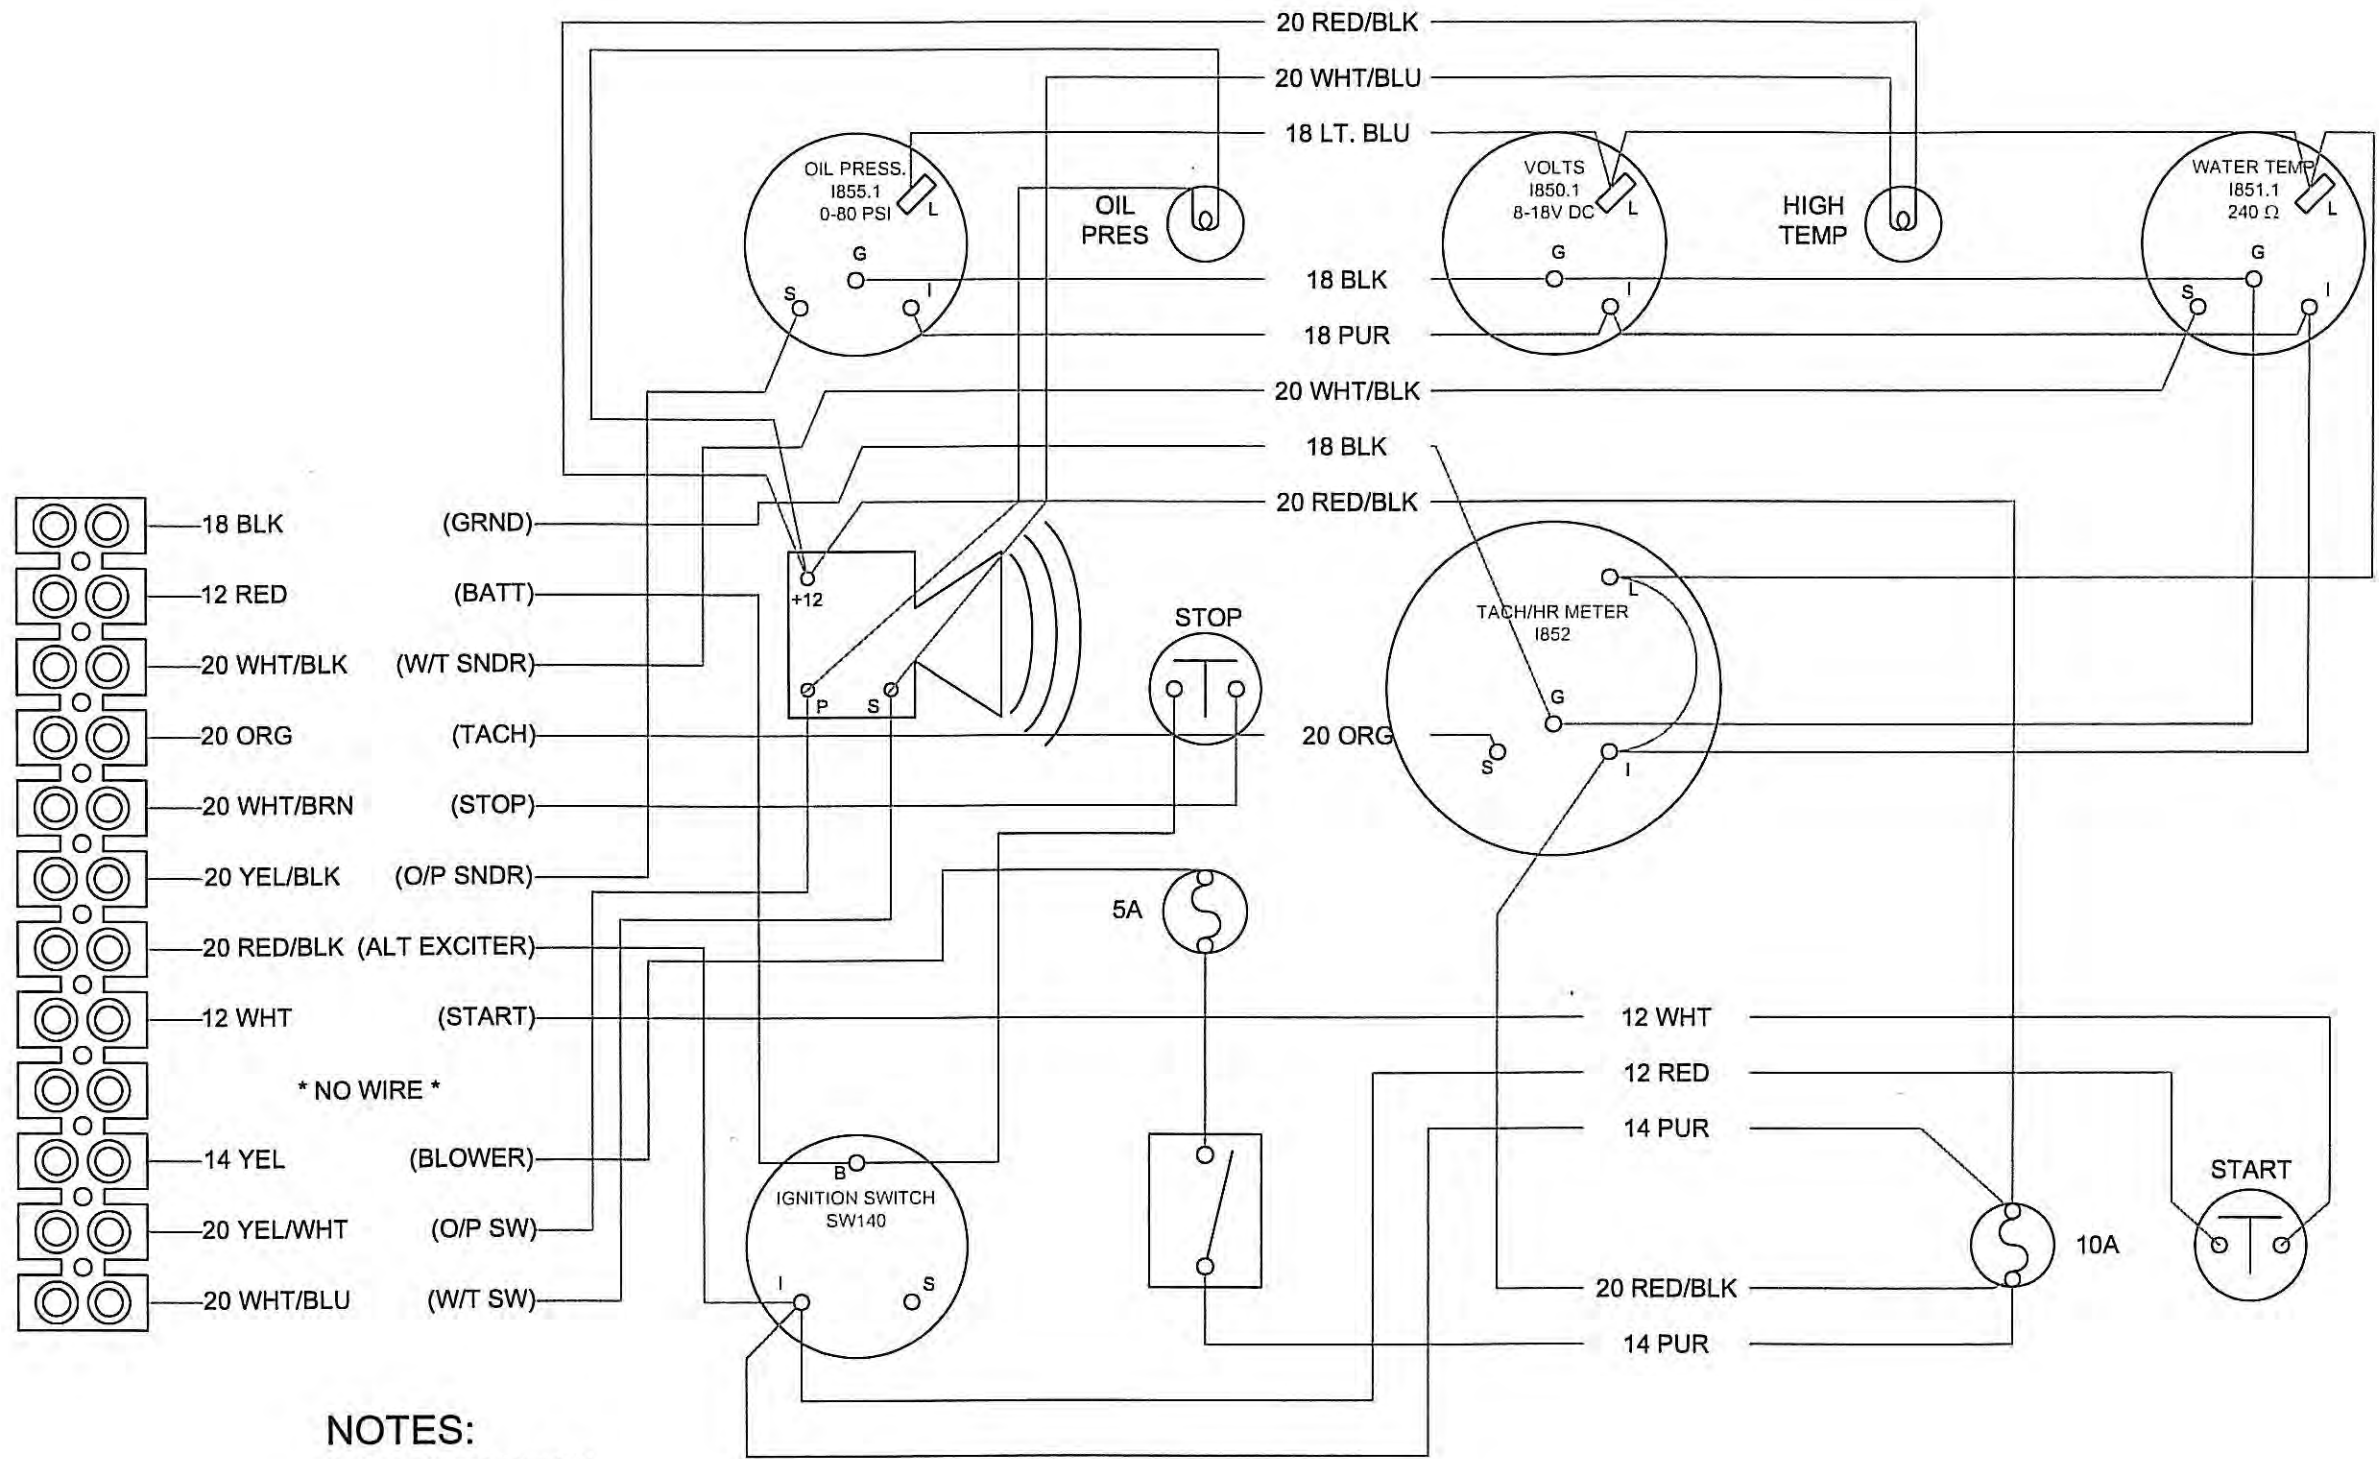 20 RED/BLK
20 WHT/BLU
18 LT. BLU
OIL PRESS.
I855.1
0-80 PSI
L
G
S
I
OIL
PRES
VOLTS
I850.1
8-18V DC
L
G
I
HIGH
TEMP
WATER TEMP
I851.1
240 Ω
L
G
S
I
18 BLK
18 PUR
20 WHT/BLK
18 BLK
20 RED/BLK
18 BLK (GRND)
12 RED (BATT)
20 WHT/BLK (W/T SNDR)
20 ORG (TACH)
20 WHT/BRN (STOP)
20 YEL/BLK (O/P SNDR)
20 RED/BLK (ALT EXCITER)
12 WHT (START)
* NO WIRE *
14 YEL (BLOWER)
20 YEL/WHT (O/P SW)
20 WHT/BLU (W/T SW)
+12
P
S
STOP
L
TACH/HR METER
I852
G
S
I
20 ORG
5A
12 WHT
12 RED
14 PUR
B
IGNITION SWITCH
SW140
I
S
START
10A
20 RED/BLK
14 PUR
NOTES: